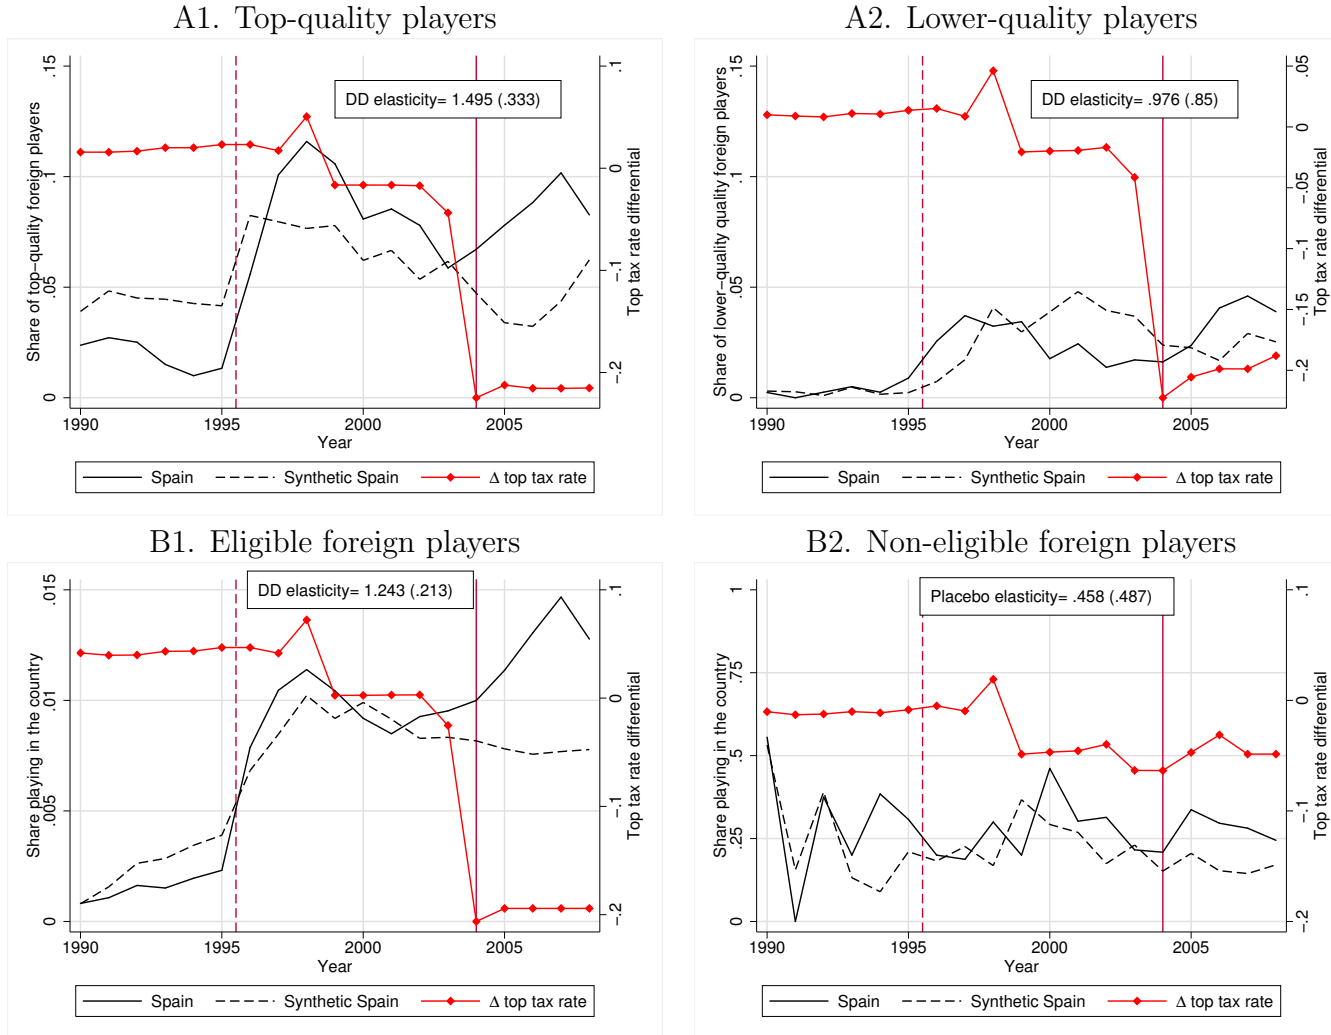 A1. Top-quality players
DD elasticity= 1.495 (.333)
Share of top−quality foreign players
0
.05
.1
.15
Top tax rate differential
−.2
−.1
0
.1
1990
1995
2000
2005
Year
Spain
Synthetic Spain
Δ top tax rate
A2. Lower-quality players
DD elasticity= .976 (.85)
Share of lower−quality quality foreign players
0
.05
.1
.15
Top tax rate differential
−.2
−.15
−.1
−.05
0
.05
1990
1995
2000
2005
Year
Spain
Synthetic Spain
Δ top tax rate
B1. Eligible foreign players
DD elasticity= 1.243 (.213)
Share playing in the country
0
.005
.01
.015
Top tax rate differential
−.2
−.1
0
.1
1990
1995
2000
2005
Year
Spain
Synthetic Spain
Δ top tax rate
B2. Non-eligible foreign players
Placebo elasticity= .458 (.487)
Share playing in the country
0
.25
.5
.75
1
Top tax rate differential
−.2
−.1
0
.1
1990
1995
2000
2005
Year
Spain
Synthetic Spain
Δ top tax rate